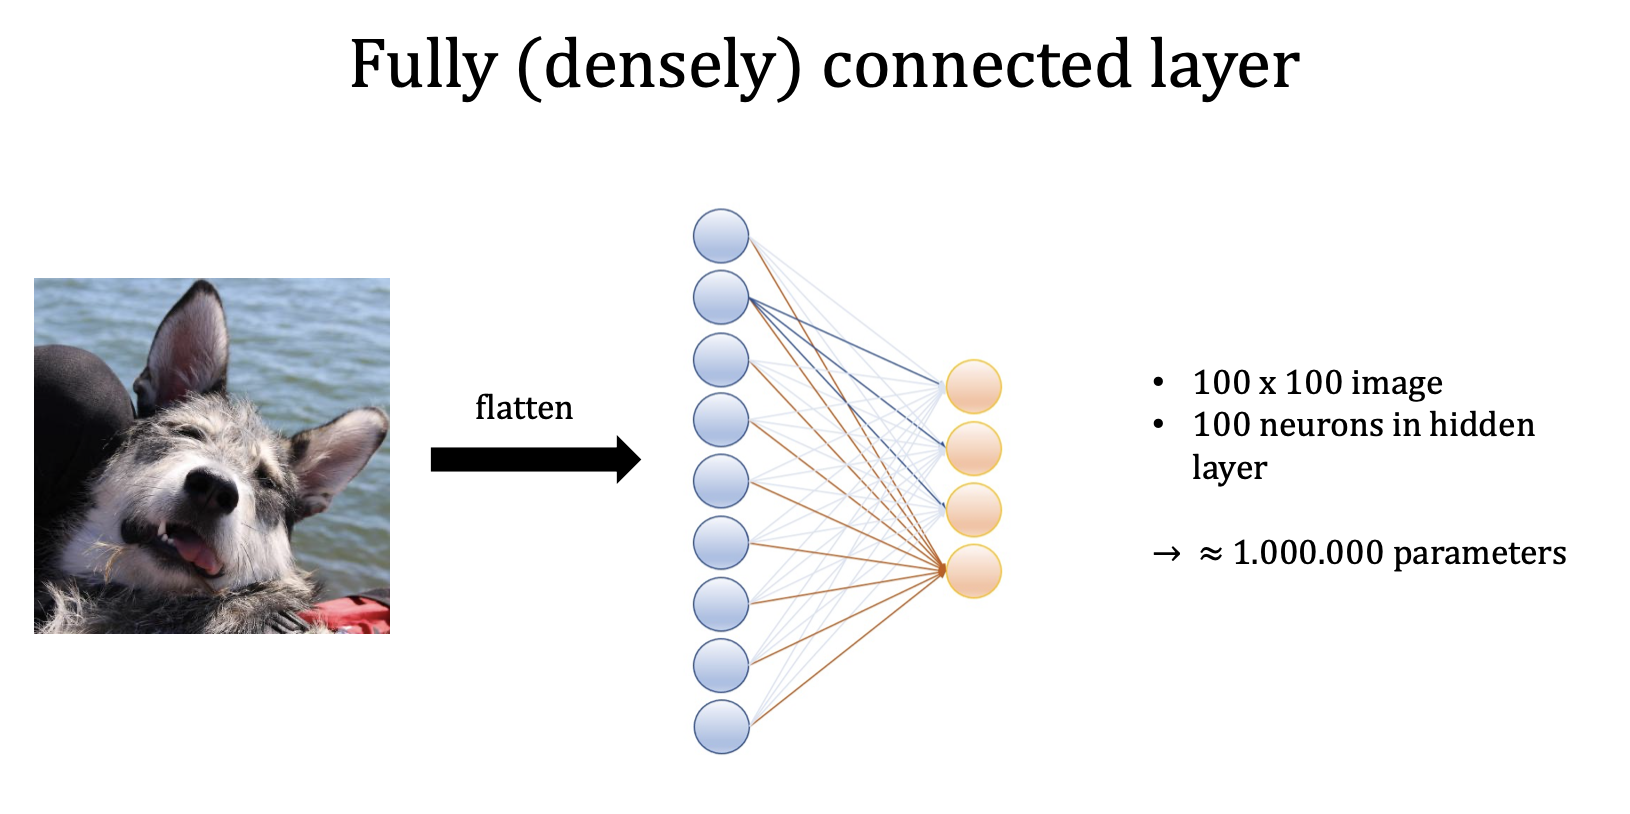 Fully (densely) connected layer
flatten
• 100 x 100 image
• 100 neurons in hidden
layer
→ ≈ 1.000.000 parameters